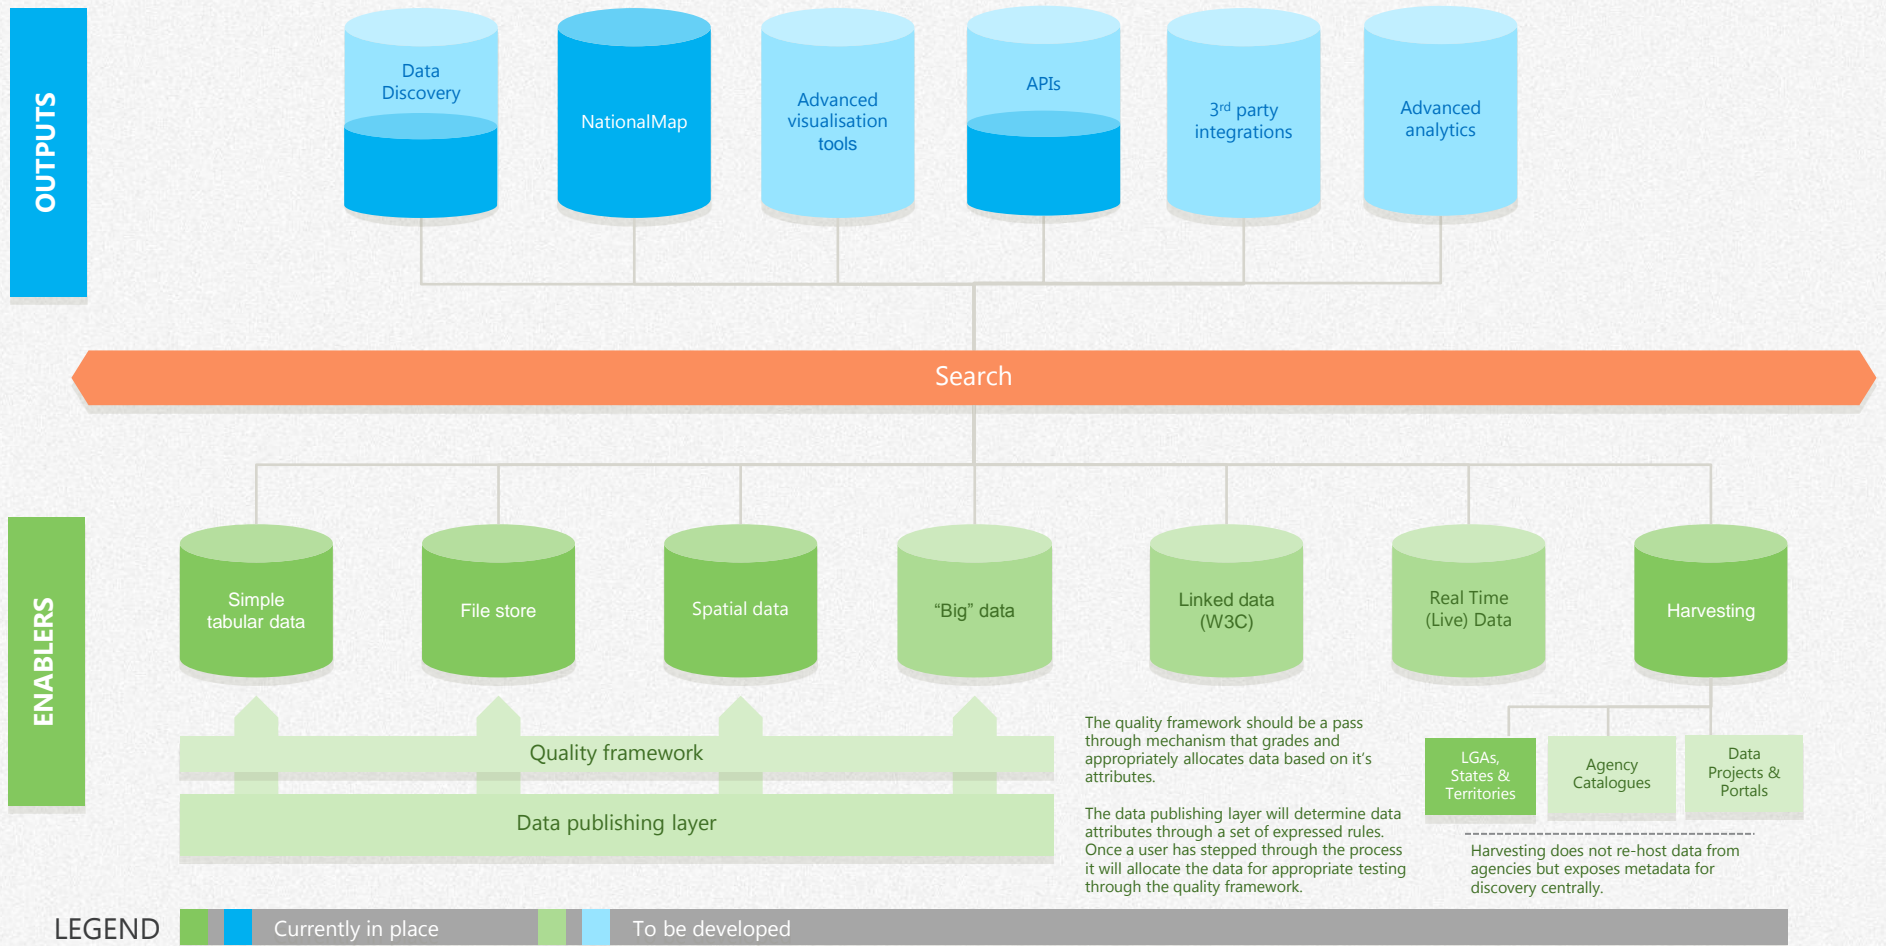 OUTPUTS
Data
Discovery
NationalMap
Advanced
visualisation
tools
APIs
3rd party
integrations
Advanced
analytics
Search
ENABLERS
Simple
tabular data
File store
Spatial data
“Big” data
Linked data
(W3C)
Real Time
(Live) Data
Harvesting
Quality framework
Data publishing layer
The quality framework should be a pass
through mechanism that grades and
appropriately allocates data based on it’s
attributes.
The data publishing layer will determine data
attributes through a set of expressed rules.
Once a user has stepped through the process
it will allocate the data for appropriate testing
through the quality framework.
LGAs,
States &
Territories
Agency
Catalogues
Data
Projects &
Portals
Harvesting does not re-host data from
agencies but exposes metadata for
discovery centrally.
LEGEND
Currently in place
To be developed